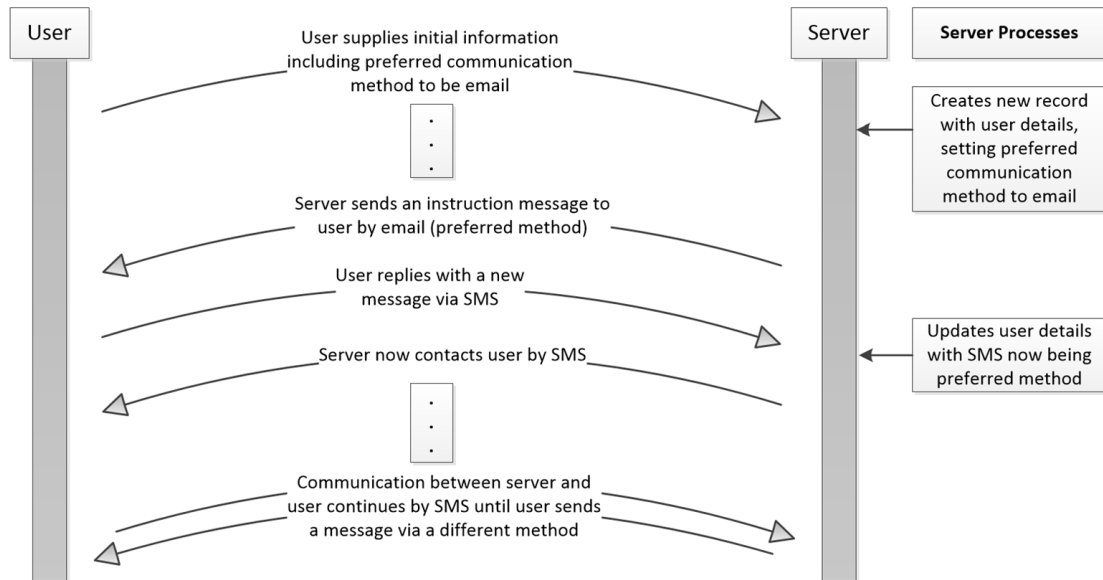 User
Server
Server Processes
User supplies initial information
including preferred communication
method to be email
Creates new record
with user details,
setting preferred
communication
method to email
.
.
.
Server sends an instruction message to
user by email (preferred method)
User replies with a new
message via SMS
Updates user details
with SMS now being
preferred method
Server now contacts user by SMS
.
.
.
Communication between server and
user continues by SMS until user sends
a message via a different method